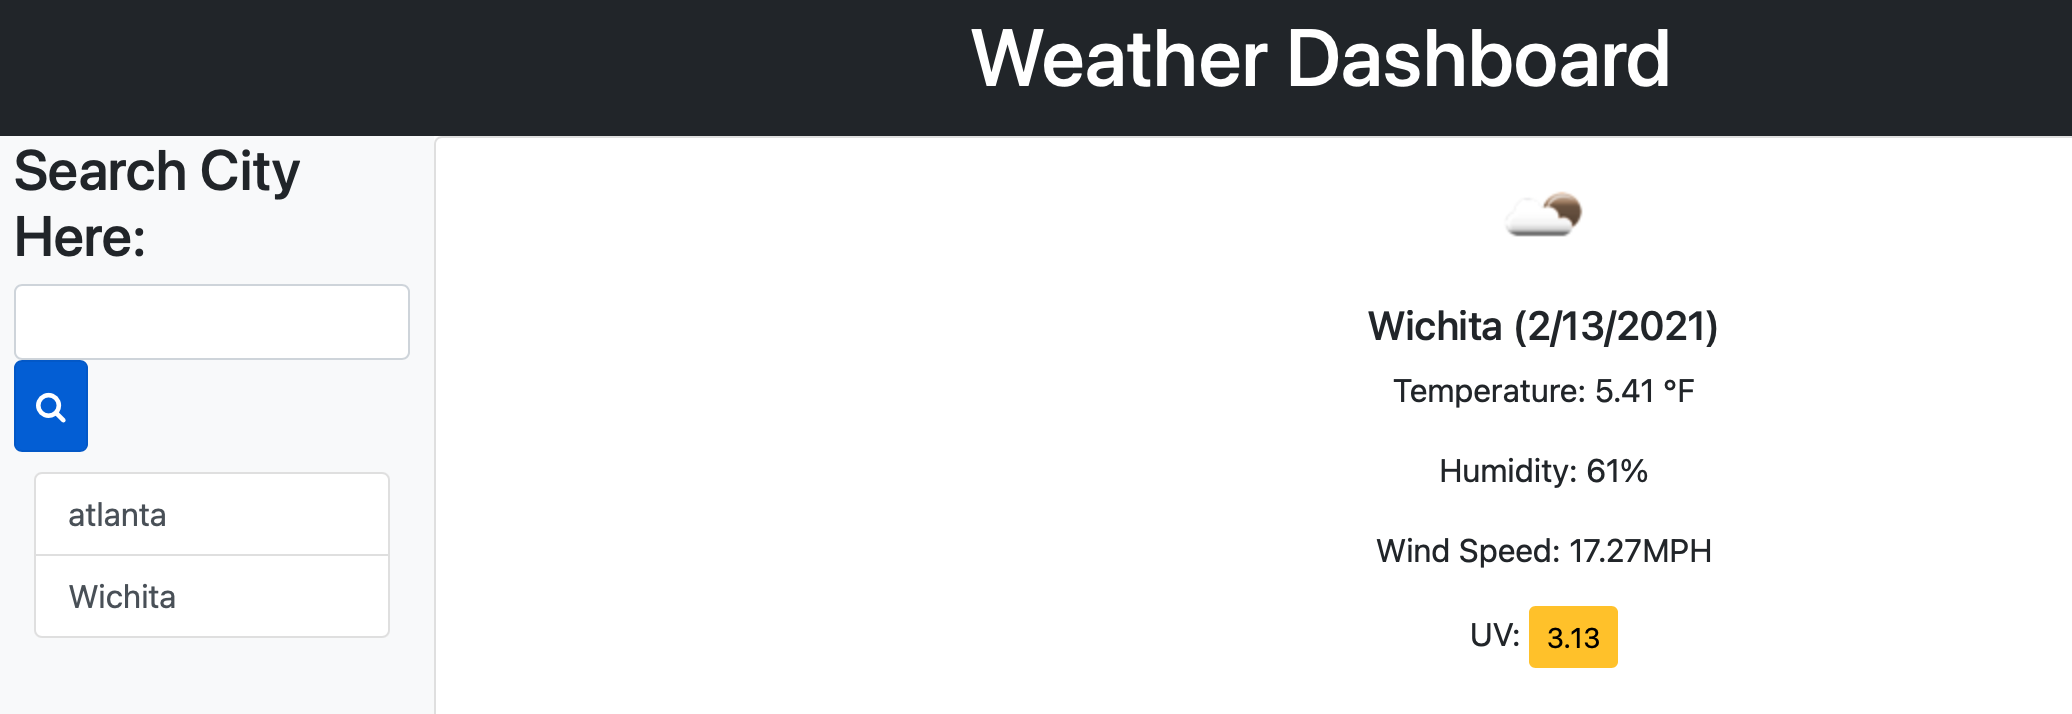 Weather Dashboard
Search City
Here:
atlanta
Wichita
Wichita (2/13/2021)
Temperature: 5.41 °F
Humidity: 61%
Wind Speed: 17.27MPH
UV: 3.13